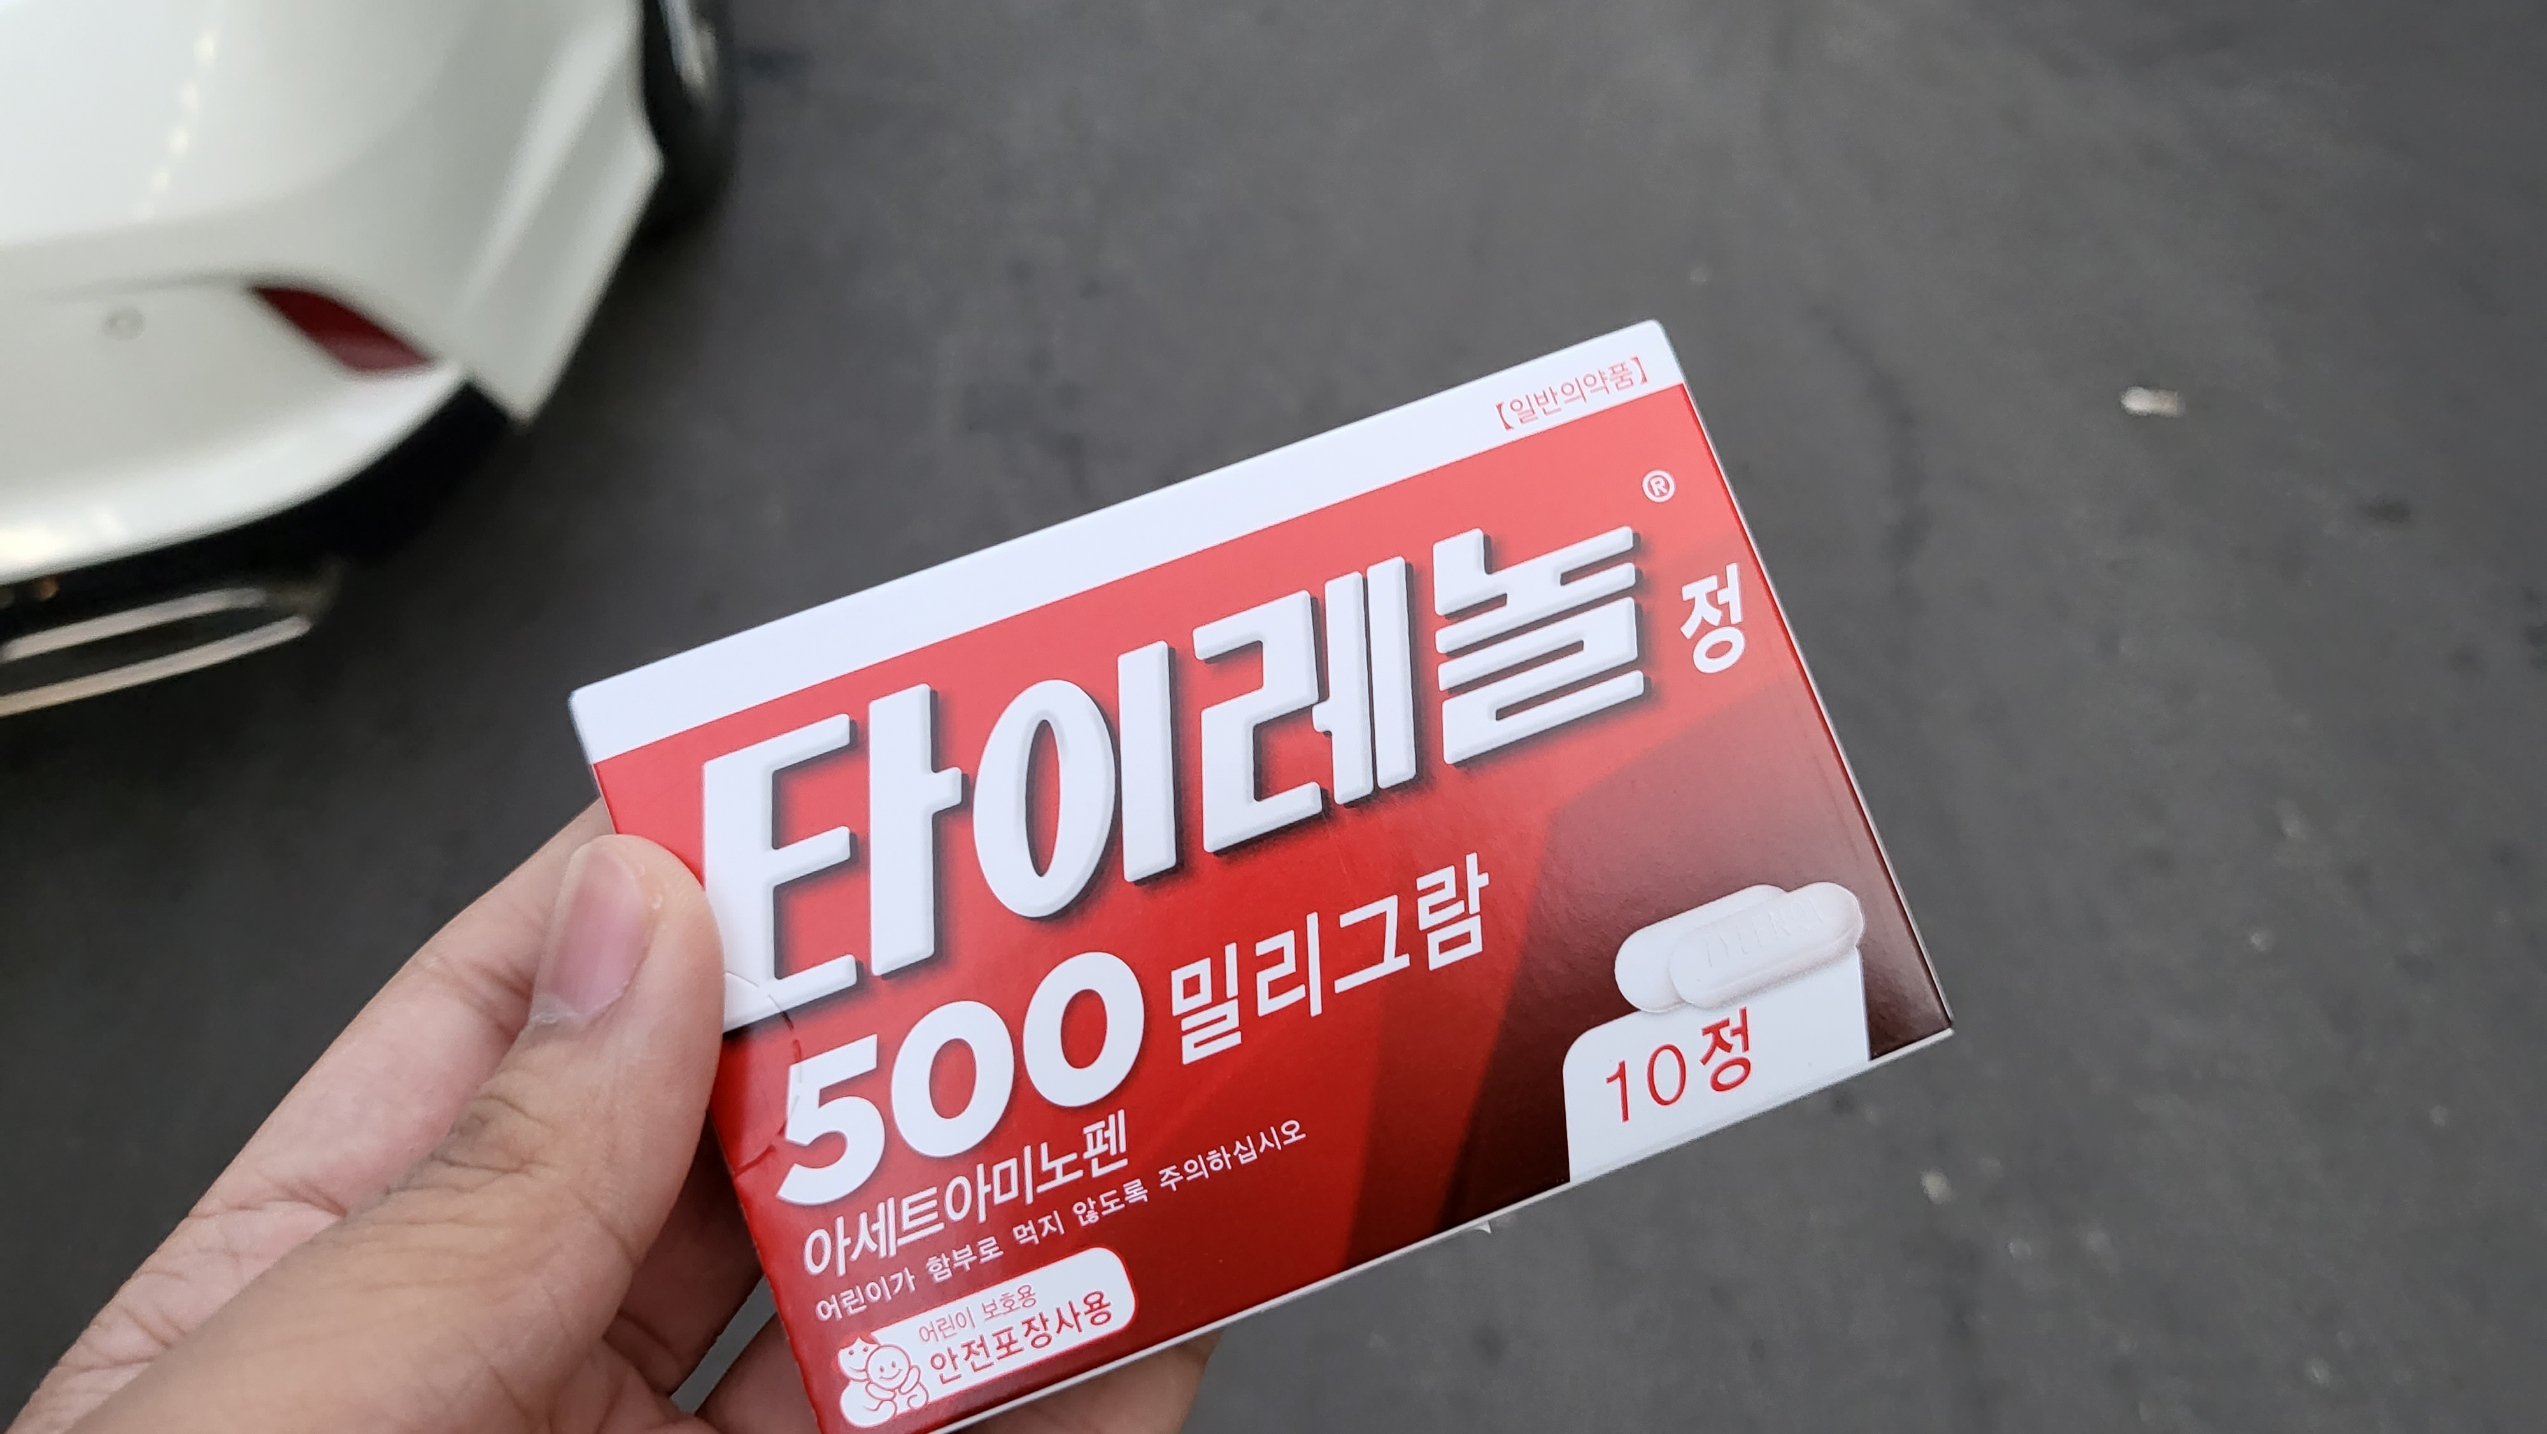 【일반의약품】
타이레놀® 정
500 밀리그람
아세트아미노펜
어린이가 함부로 먹지 않도록 주의하십시오
어린이 보호용
안전포장사용
TYLENOL
10정